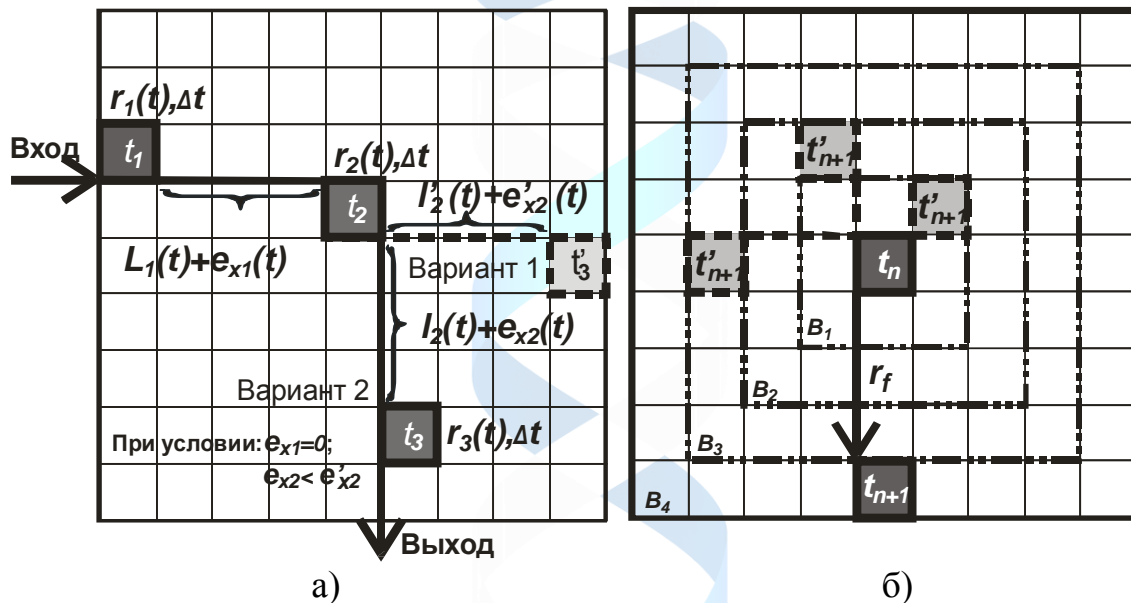 r₁(t),Δt
Вход
t₁
r₂(t),Δt
t₂
l'₂(t)+e'ₓ₂(t)
L₁(t)+eₓ₁(t)
Вариант 1
t'₃
l₂(t)+eₓ₂(t)
Вариант 2
При условии: eₓ₁=0;
eₓ₂< e'ₓ₂
t₃
r₃(t),Δt
Выход
а)
t'ₙ₊₁
t'ₙ₊₁
t'ₙ₊₁
tₙ
B₁
r_f
B₂
B₃
B₄
tₙ₊₁
б)